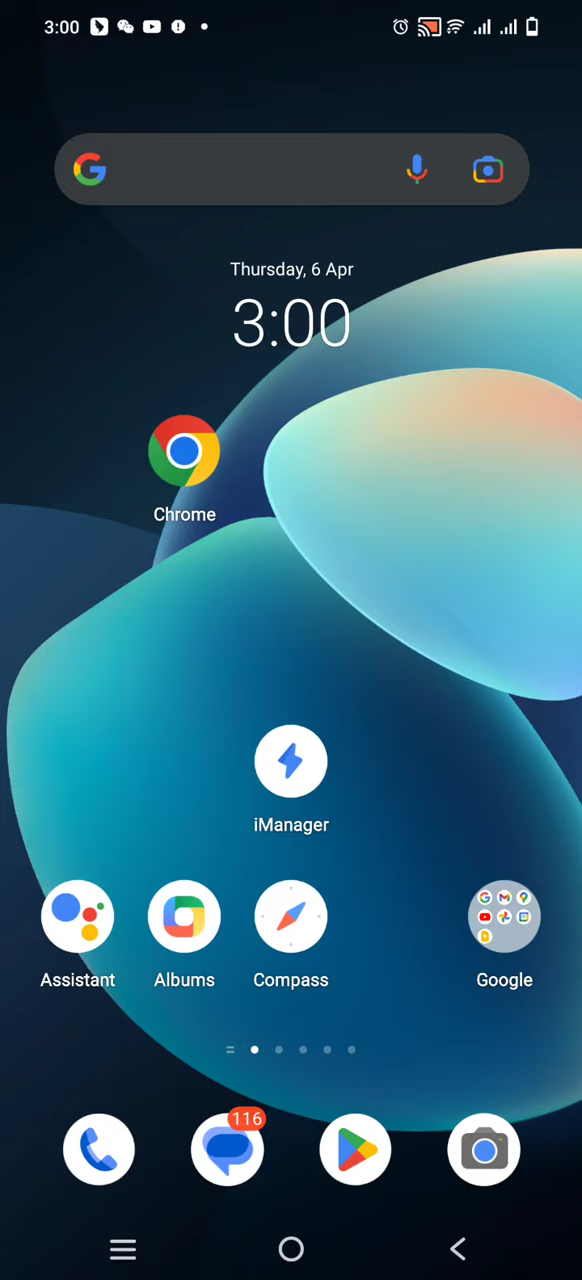 3:00
Thursday, 6 Apr
3:00
Chrome
iManager
Assistant
Albums
Compass
Google
116